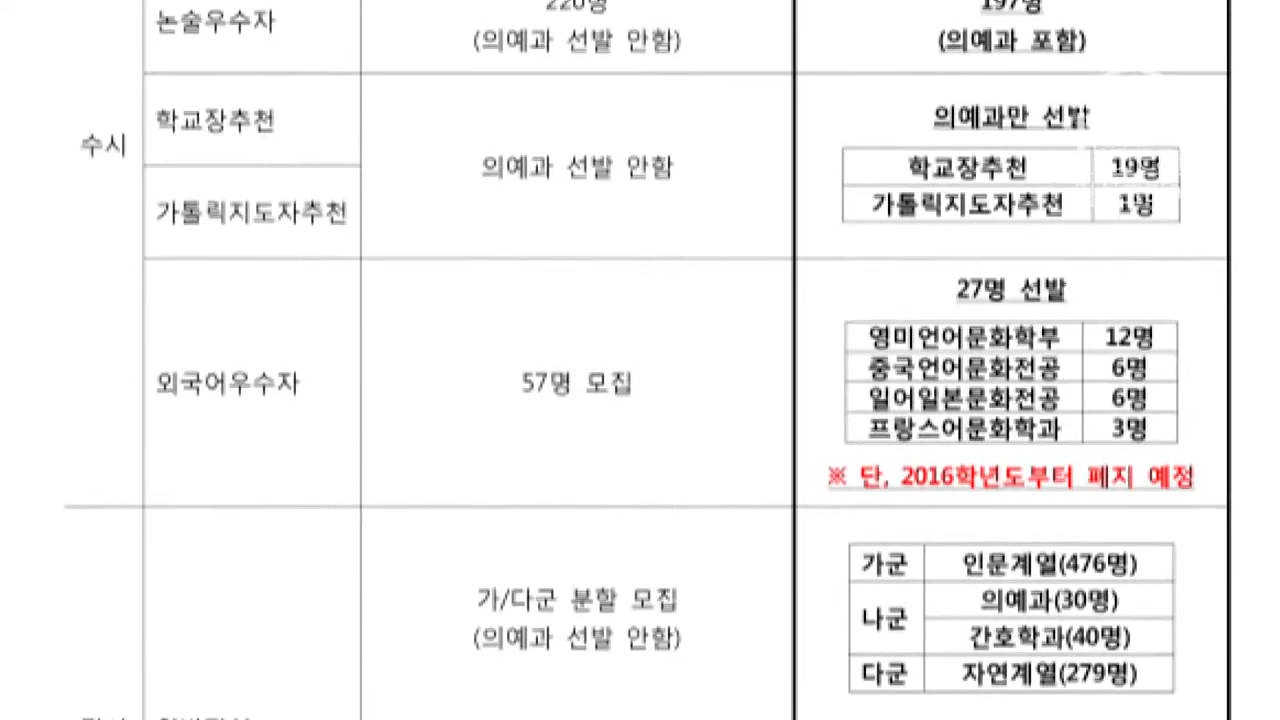 논술우수자
220명
(의예과 선발 안함)
197명
(의예과 포함)
수시
학교장추천
가톨릭지도자추천
의예과 선발 안함
의예과만 선발
학교장추천 19명
가톨릭지도자추천 1명
외국어우수자
57명 모집
27명 선발
영미언어문화학부 12명
중국언어문화전공 6명
일어일본문화전공 6명
프랑스어문화학과 3명
※ 단, 2016학년도부터 폐지 예정
가/다군 분할 모집
(의예과 선발 안함)
가군 인문계열(476명)
나군 의예과(30명)
간호학과(40명)
다군 자연계열(279명)